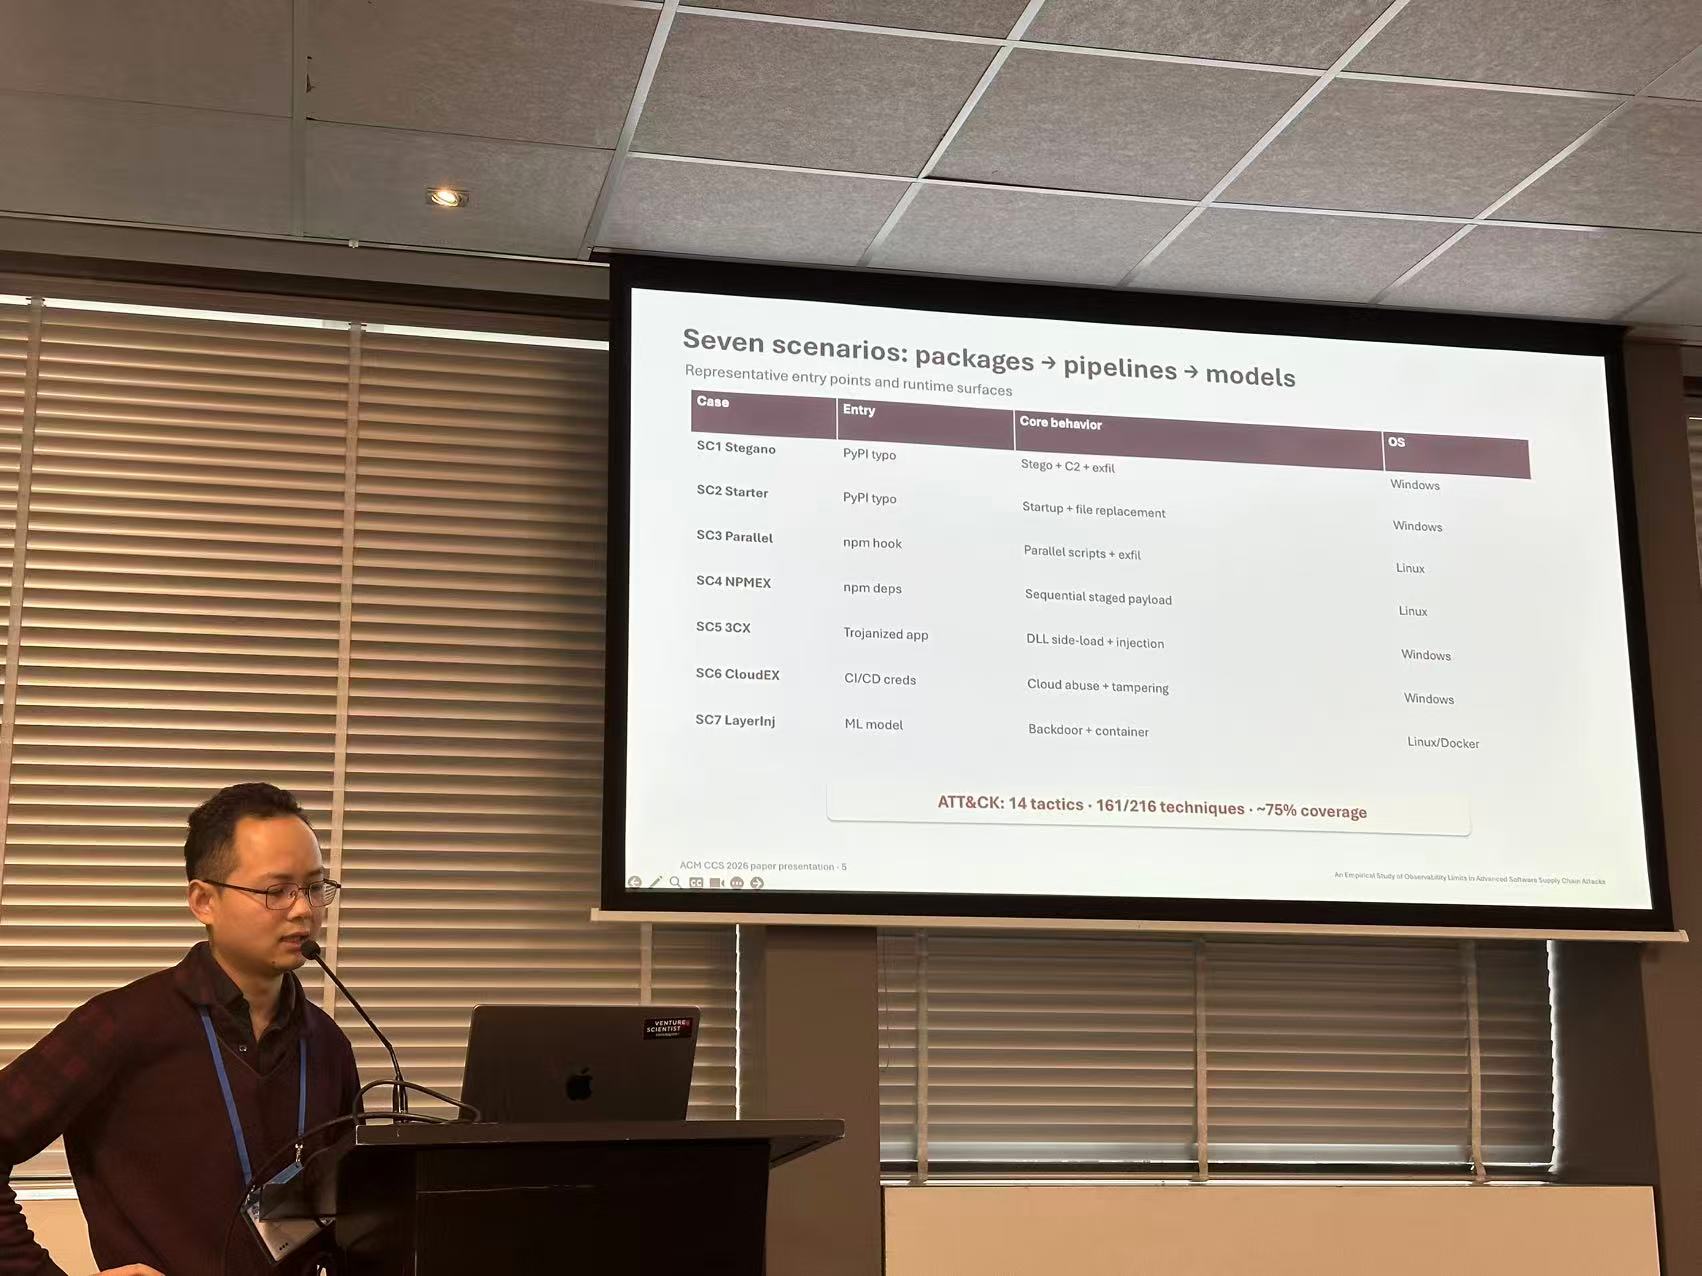 Seven scenarios: packages → pipelines → models
Representative entry points and runtime surfaces
Case Entry Core behavior OS
SC1 Stegano PyPI typo Stego + C2 + exfil Windows
SC2 Starter PyPI typo Startup + file replacement Windows
SC3 Parallel npm hook Parallel scripts + exfil Linux
SC4 NPMEX npm deps Sequential staged payload Linux
SC5 3CX Trojanized app DLL side-load + injection Windows
SC6 CloudEX CI/CD creds Cloud abuse + tampering Windows
SC7 LayerInj ML model Backdoor + container Linux/Docker
ATT&CK: 14 tactics · 161/216 techniques · ~75% coverage
ACM CCS 2026 paper presentation · 5
An Empirical Study of Observability Limits in Advanced Software Supply Chain Attacks
CC
VENTURE
SCIENTIST